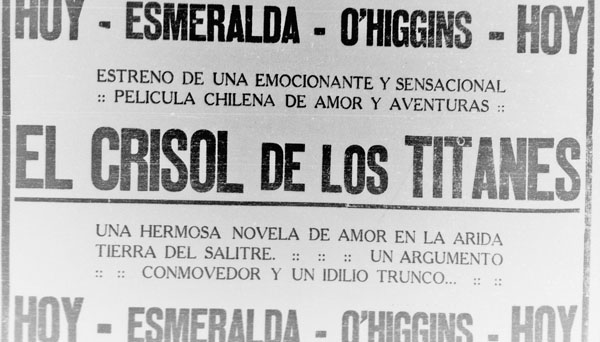 HOY - ESMERALDA - O'HIGGINS - HOY
ESTRENO DE UNA EMOCIONANTE Y SENSACIONAL
:: PELICULA CHILENA DE AMOR Y AVENTURAS ::
EL CRISOL DE LOS TITANES
UNA HERMOSA NOVELA DE AMOR EN LA ARIDA
TIERRA DEL SALITRE. :: :: :: UN ARGUMENTO
:: :: CONMOVEDOR Y UN IDILIO TRUNCO... :: ::
HOY - ESMERALDA - O'HIGGINS - HOY